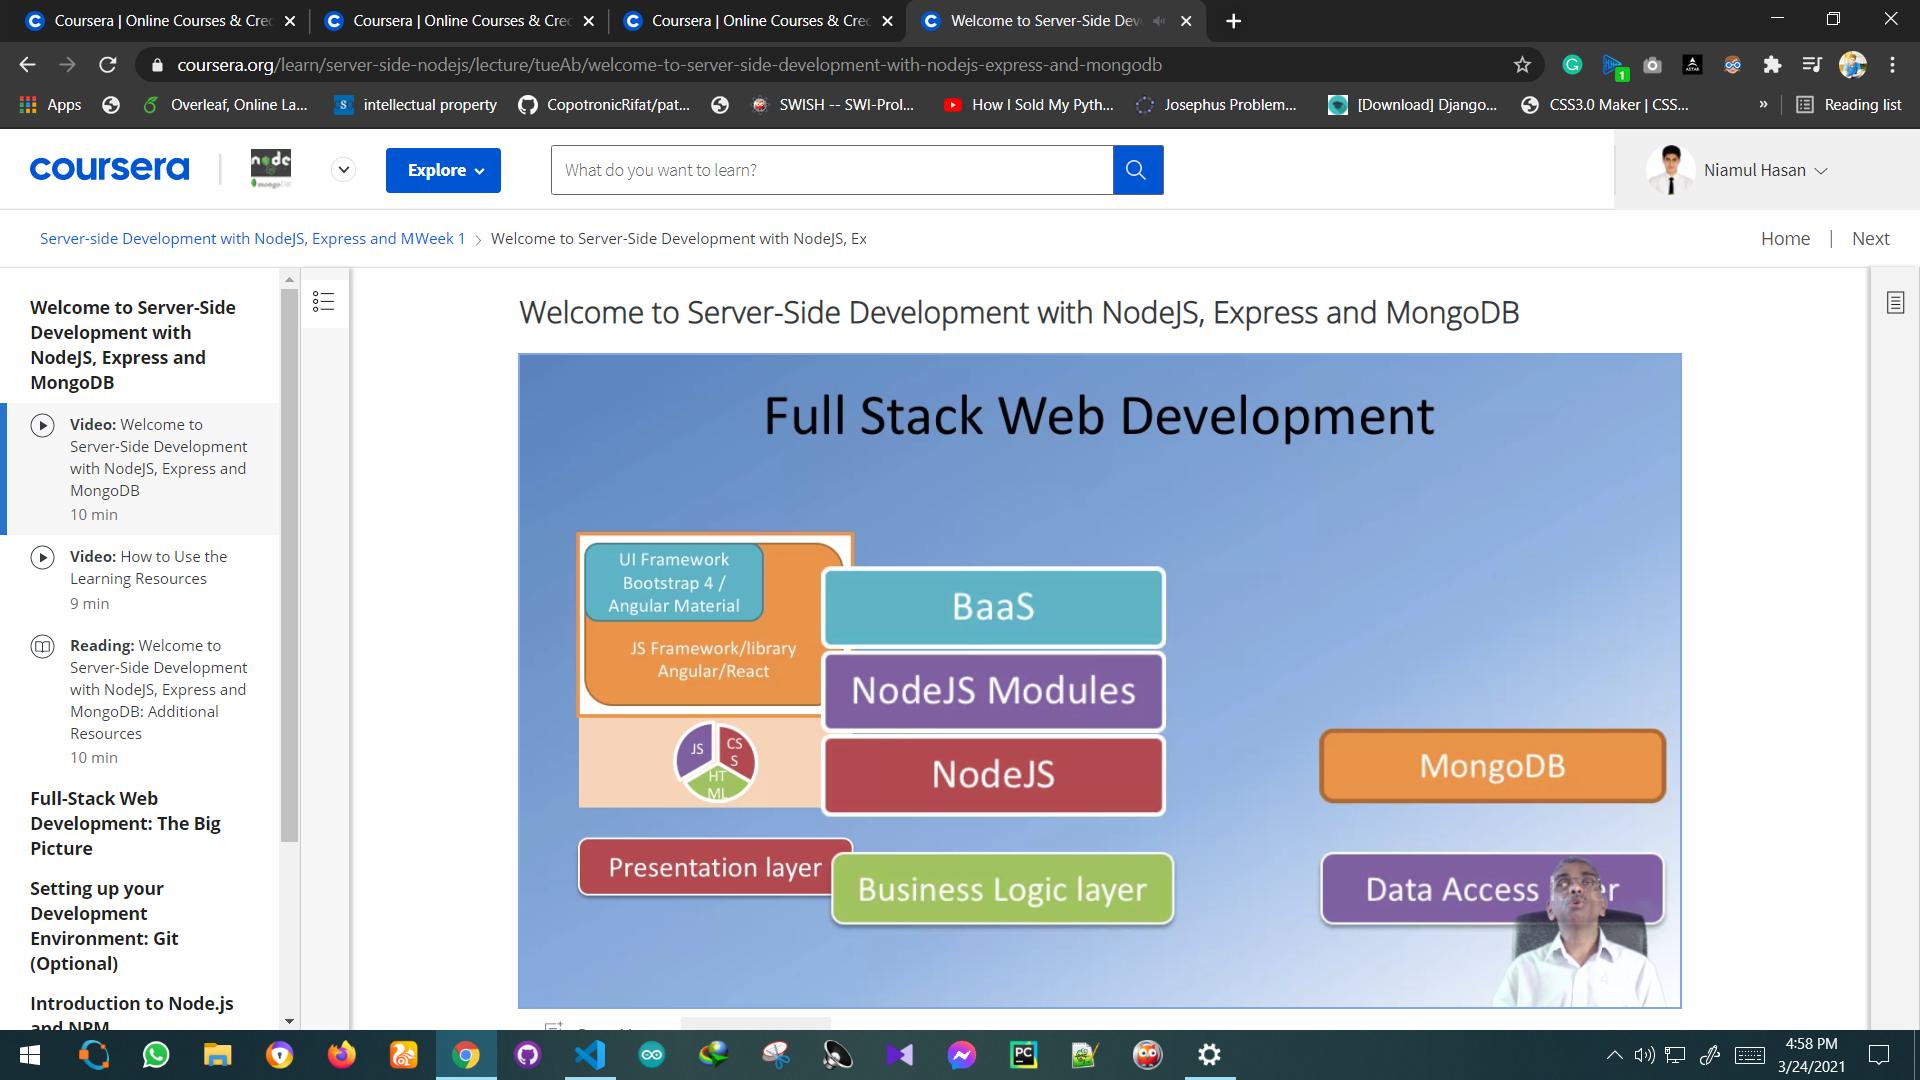 Coursera | Online Courses & Crec
Coursera | Online Courses & Crec
Coursera | Online Courses & Crec
Welcome to Server-Side Dev
coursera.org/learn/server-side-nodejs/lecture/tueAb/welcome-to-server-side-development-with-nodejs-express-and-mongodb
1
Apps
Overleaf, Online La...
intellectual property
CopotronicRifat/pat...
SWISH -- SWI-Prol...
How I Sold My Pyth...
Josephus Problem...
[Download] Django...
CSS3.0 Maker | CSS...
»
Reading list
coursera
node
mongoDB
Explore
What do you want to learn?
Niamul Hasan
Server-side Development with NodeJS, Express and MWeek 1
Welcome to Server-Side Development with NodeJS, Ex
Home | Next
Welcome to Server-Side
Development with
NodeJS, Express and
MongoDB
Video: Welcome to
Server-Side Development
with NodeJS, Express and
MongoDB
10 min
Video: How to Use the
Learning Resources
9 min
Reading: Welcome to
Server-Side Development
with NodeJS, Express and
MongoDB: Additional
Resources
10 min
Full-Stack Web
Development: The Big
Picture
Setting up your
Development
Environment: Git
(Optional)
Introduction to Node.js
and NPM
Welcome to Server-Side Development with NodeJS, Express and MongoDB
Full Stack Web Development
UI Framework
Bootstrap 4 /
Angular Material
JS Framework/library
Angular/React
JS
CS
S
HT
ML
Presentation layer
BaaS
NodeJS Modules
NodeJS
Business Logic layer
MongoDB
Data Access
4:58 PM
3/24/2021